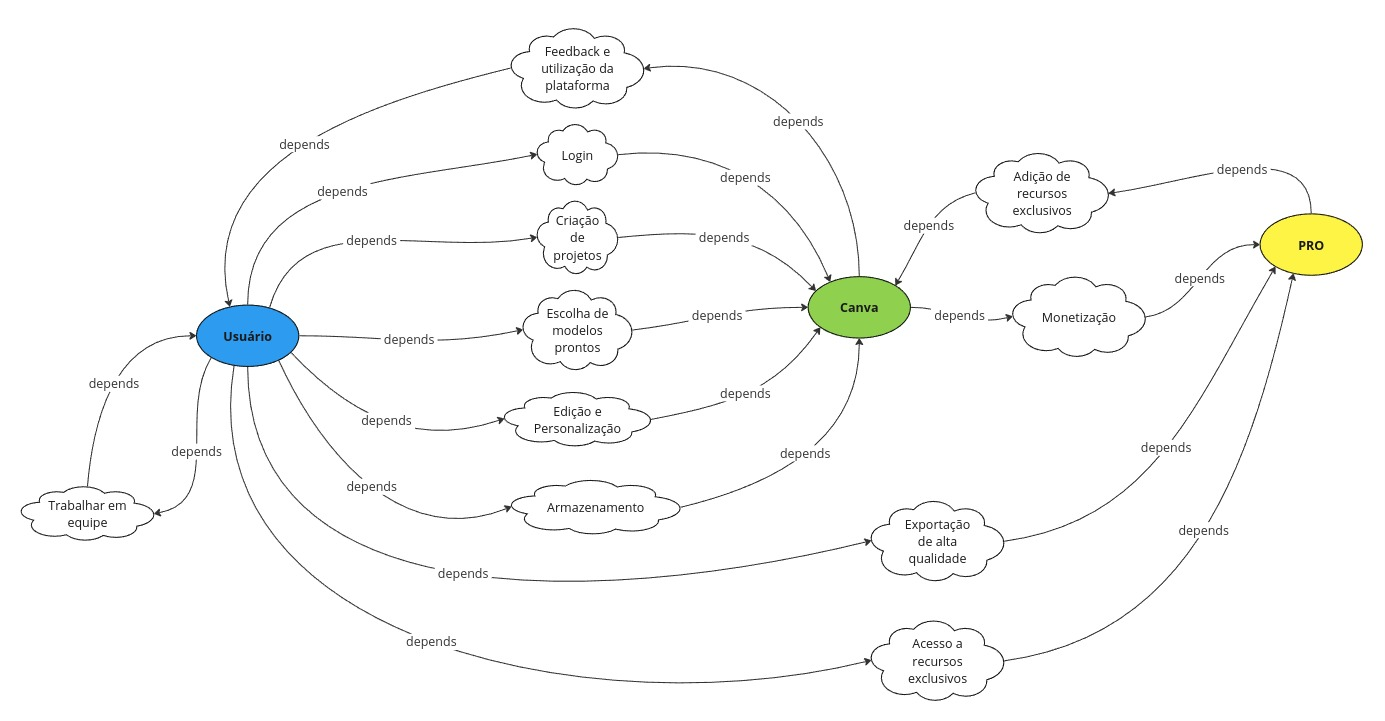 Feedback e
utilização da
plataforma
depends
depends
Login
depends
depends
Criação
de
projetos
depends
depends
Adição de
recursos
exclusivos
depends
depends
PRO
Usuário
depends
Escolha de
modelos
prontos
depends
Canva
depends
Monetização
depends
depends
Edição e
Personalização
depends
depends
depends
Trabalhar em
equipe
depends
Armazenamento
depends
depends
Exportação
de alta
qualidade
depends
depends
Acesso a
recursos
exclusivos
depends